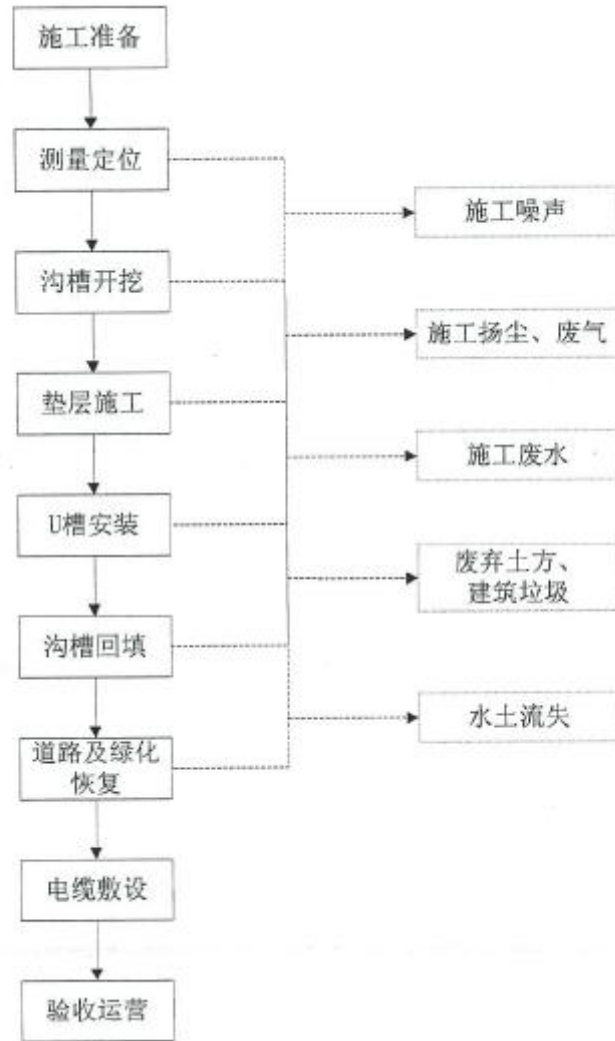 施工准备
测量定位
施工噪声
沟槽开挖
施工扬尘、废气
垫层施工
施工废水
U槽安装
废弃土方、
建筑垃圾
沟槽回填
水土流失
道路及绿化
恢复
电缆敷设
验收运营